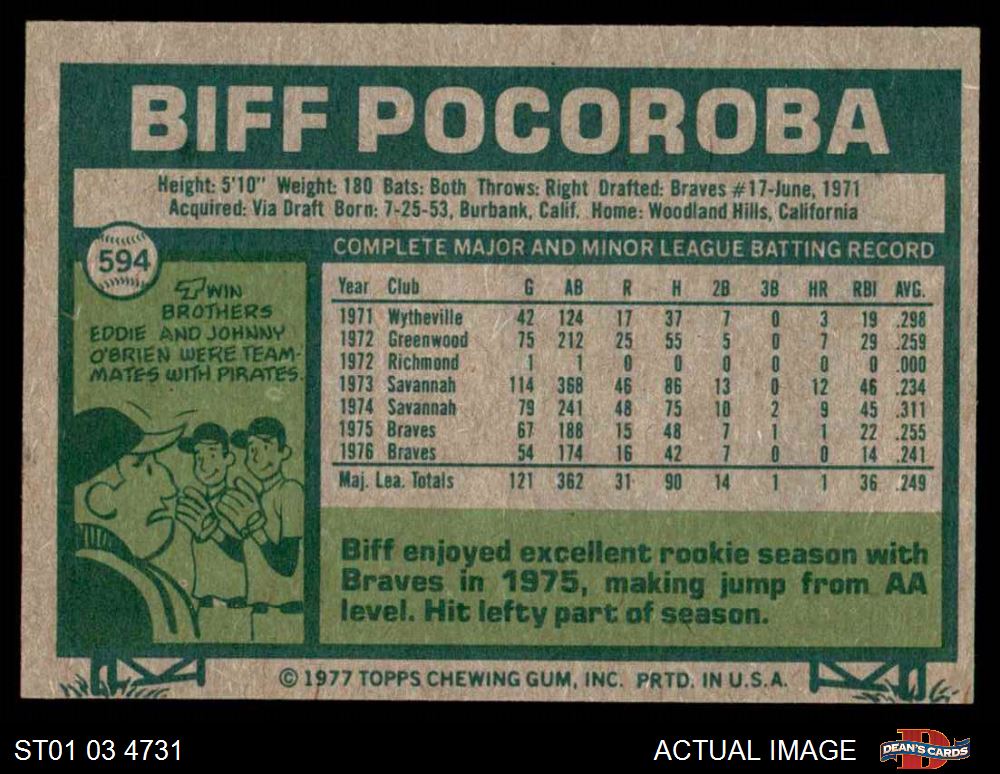 BIFF POCOROBA
Height: 5'10" Weight: 180 Bats: Both Throws: Right Drafted: Braves #17-June, 1971
Acquired: Via Draft Born: 7-25-53, Burbank, Calif. Home: Woodland Hills, California
594
TWIN
BROTHERS
EDDIE AND JOHNNY
O'BRIEN WERE TEAM-
MATES WITH PIRATES.
COMPLETE MAJOR AND MINOR LEAGUE BATTING RECORD
Year Club G AB R H 2B 3B HR RBI AVG.
1971 Wytheville 42 124 17 37 7 0 3 19 .298
1972 Greenwood 75 212 25 55 5 0 7 29 .259
1972 Richmond 1 1 0 0 0 0 0 0 .000
1973 Savannah 114 368 46 86 13 0 12 46 .234
1974 Savannah 79 241 48 75 10 2 9 45 .311
1975 Braves 67 188 15 48 7 1 1 22 .255
1976 Braves 54 174 16 42 7 0 0 14 .241
Maj. Lea. Totals 121 362 31 90 14 1 1 36 .249
Biff enjoyed excellent rookie season with
Braves in 1975, making jump from AA
level. Hit lefty part of season.
© 1977 TOPPS CHEWING GUM, INC. PRTD. IN U.S.A.
ST01 03 4731
ACTUAL IMAGE
D
DEAN'S CARDS